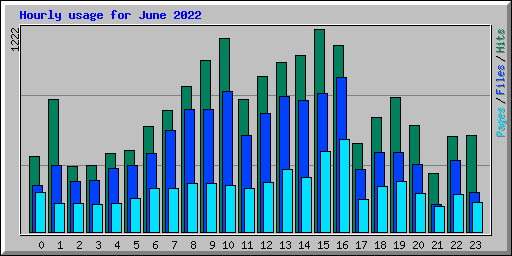 Hourly usage for June 2022
1222
Pages/Files/Hits
0 1 2 3 4 5 6 7 8 9 10 11 12 13 14 15 16 17 18 19 20 21 22 23